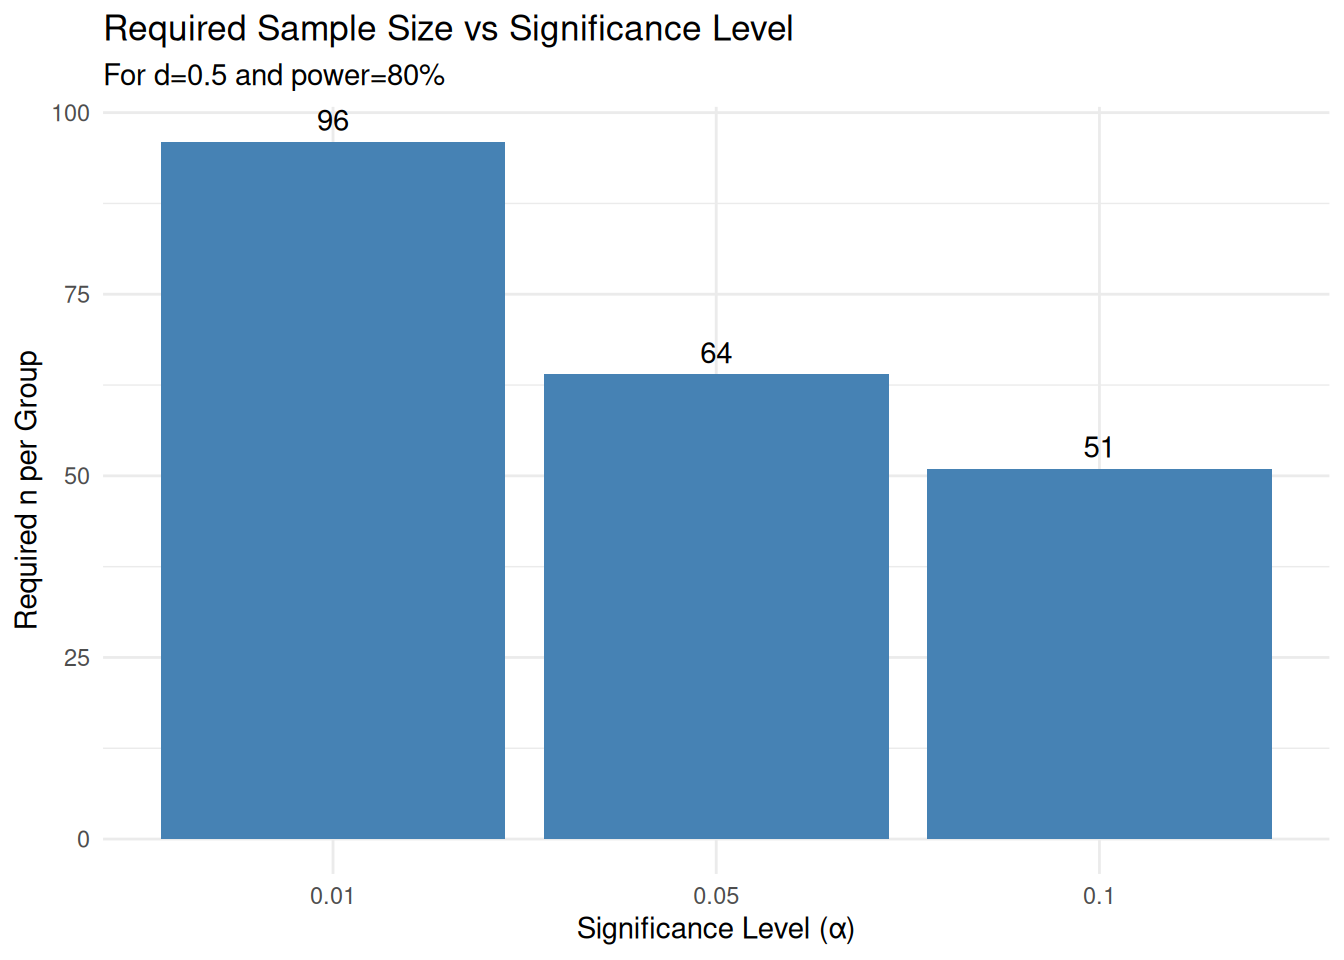 Required Sample Size vs Significance Level
For d=0.5 and power=80%
Required n per Group
100
75
50
25
0
96
64
51
0.01
0.05
0.1
Significance Level (α)